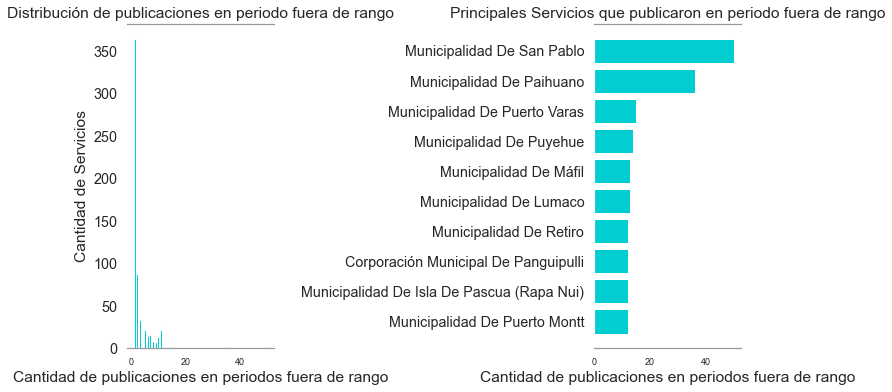 Distribución de publicaciones en periodo fuera de rango
Cantidad de Servicios
350
300
250
200
150
100
50
0
0 20 40
Cantidad de publicaciones en periodos fuera de rango
Principales Servicios que publicaron en periodo fuera de rango
Municipalidad De San Pablo
Municipalidad De Paihuano
Municipalidad De Puerto Varas
Municipalidad De Puyehue
Municipalidad De Máfil
Municipalidad De Lumaco
Municipalidad De Retiro
Corporación Municipal De Panguipulli
Municipalidad De Isla De Pascua (Rapa Nui)
Municipalidad De Puerto Montt
0 20 40
Cantidad de publicaciones en periodos fuera de rango